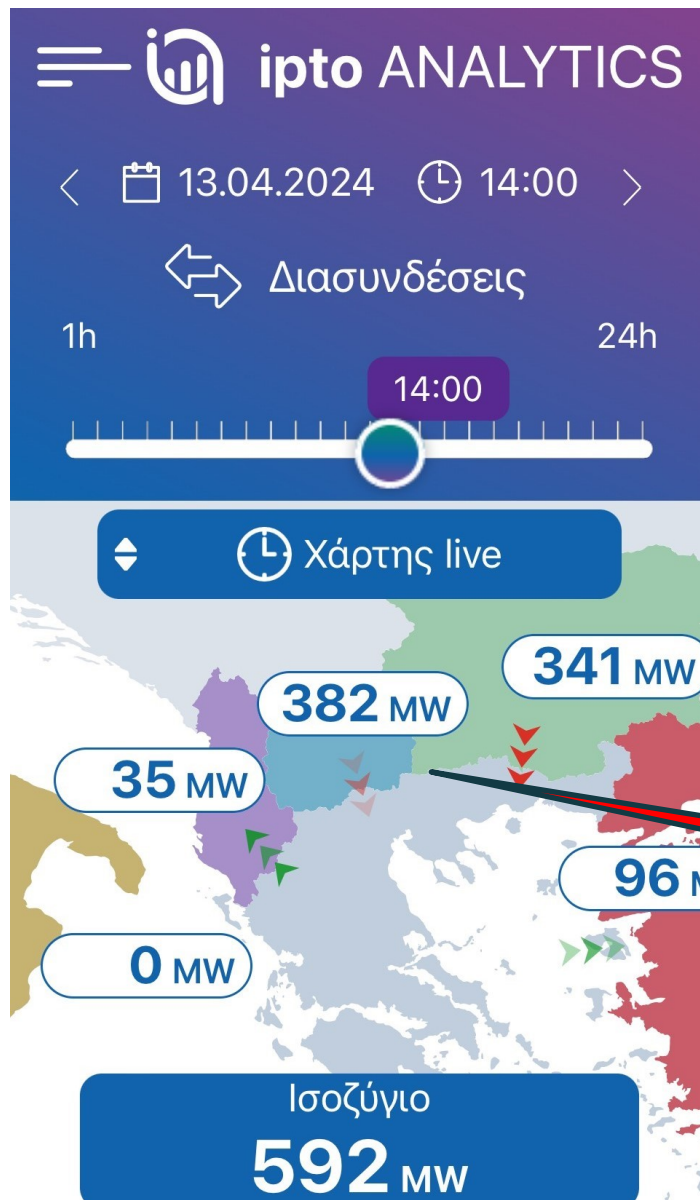 ipto ANALYTICS
13.04.2024 14:00
Διασυνδέσεις
1h 24h
14:00
Χάρτης live
341 MW
382 MW
35 MW
96
0 MW
Ισοζύγιο
592 MW